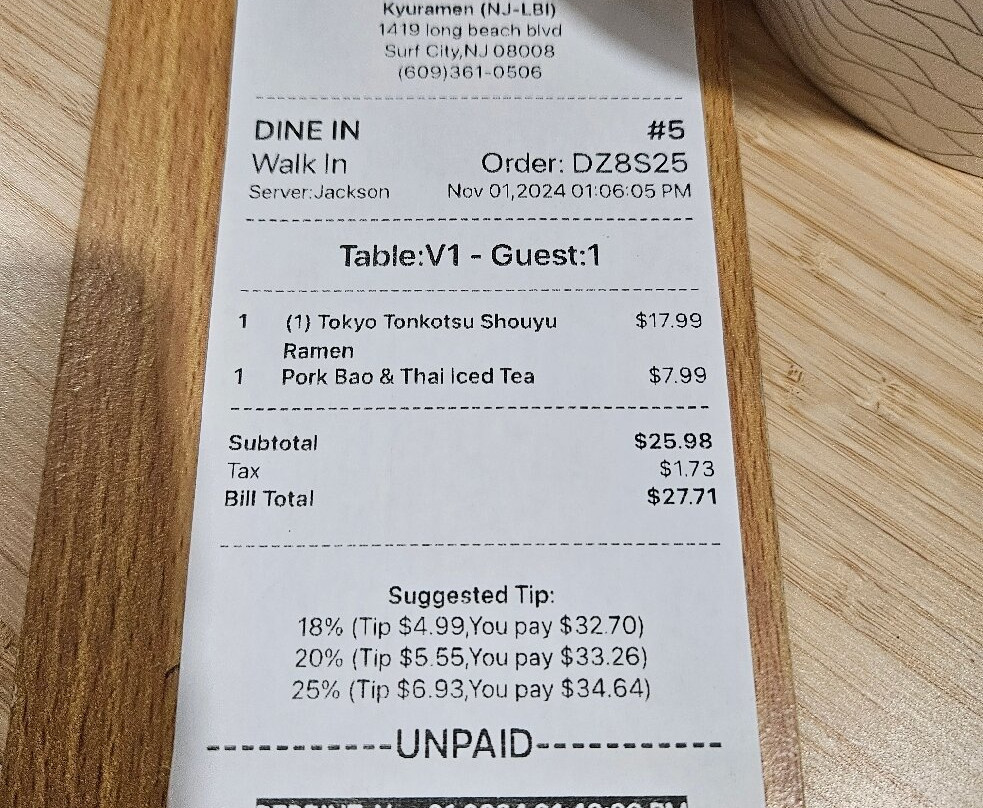 Kyuramen (NJ-LBI)
1419 long beach blvd
Surf City,NJ 08008
(609)361-0506
DINE IN #5
Walk In Order: DZ8S25
Server:Jackson Nov 01,2024 01:06:05 PM
Table:V1 - Guest:1
1 (1) Tokyo Tonkotsu Shouyu $17.99
Ramen
1 Pork Bao & Thai Iced Tea $7.99
Subtotal $25.98
Tax $1.73
Bill Total $27.71
Suggested Tip:
18% (Tip $4.99,You pay $32.70)
20% (Tip $5.55,You pay $33.26)
25% (Tip $6.93,You pay $34.64)
-----------UNPAID-----------